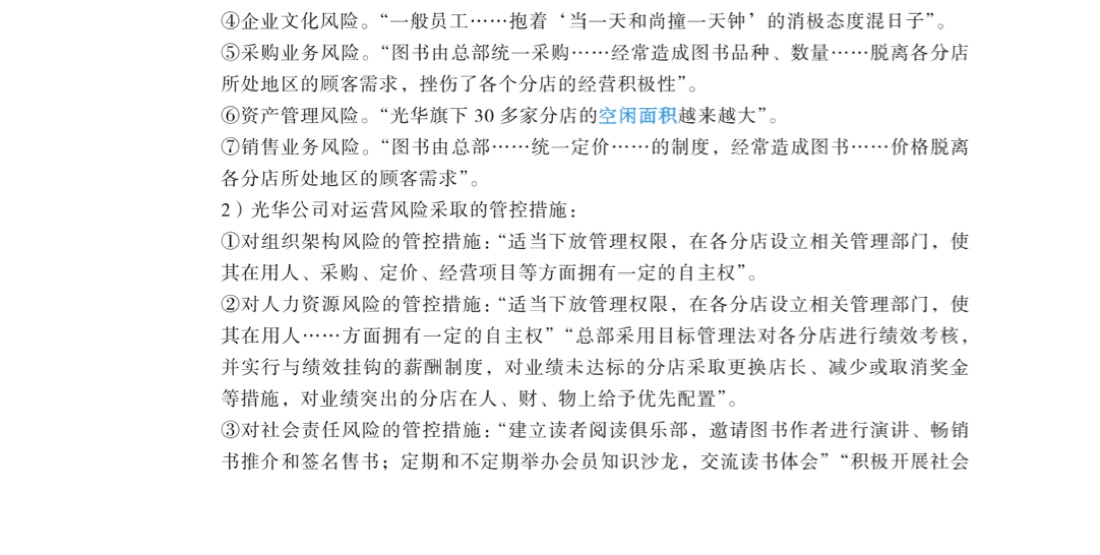 ④企业文化风险。“一般员工……抱着‘当一天和尚撞一天钟’的消极态度混日子”。
⑤采购业务风险。“图书由总部统一采购……经常造成图书品种、数量……脱离各分店
所处地区的顾客需求，挫伤了各个分店的经营积极性”。
⑥资产管理风险。“光华旗下 30 多家分店的空闲面积越来越大”。
⑦销售业务风险。“图书由总部……统一定价……的制度，经常造成图书……价格脱离
各分店所处地区的顾客需求”。
2）光华公司对运营风险采取的管控措施：
①对组织架构风险的管控措施：“适当下放管理权限，在各分店设立相关管理部门，使
其在用人、采购、定价、经营项目等方面拥有一定的自主权”。
②对人力资源风险的管控措施：“适当下放管理权限，在各分店设立相关管理部门，使
其在用人……方面拥有一定的自主权”“总部采用目标管理法对各分店进行绩效考核，
并实行与绩效挂钩的薪酬制度，对业绩未达标的分店采取更换店长、减少或取消奖金
等措施，对业绩突出的分店在人、财、物上给予优先配置”。
③对社会责任风险的管控措施：“建立读者阅读俱乐部，邀请图书作者进行演讲、畅销
书推介和签名售书；定期和不定期举办会员知识沙龙，交流读书体会”“积极开展社会